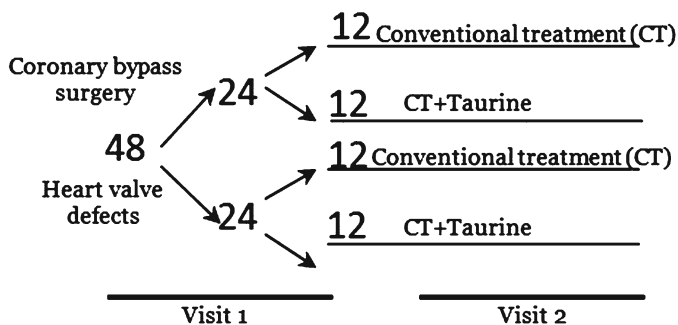 12 Conventional treatment (CT)
Coronary bypass
surgery
24
12 CT+Taurine
48
12 Conventional treatment (CT)
Heart valve
defects
24
12 CT+Taurine
Visit 1
Visit 2